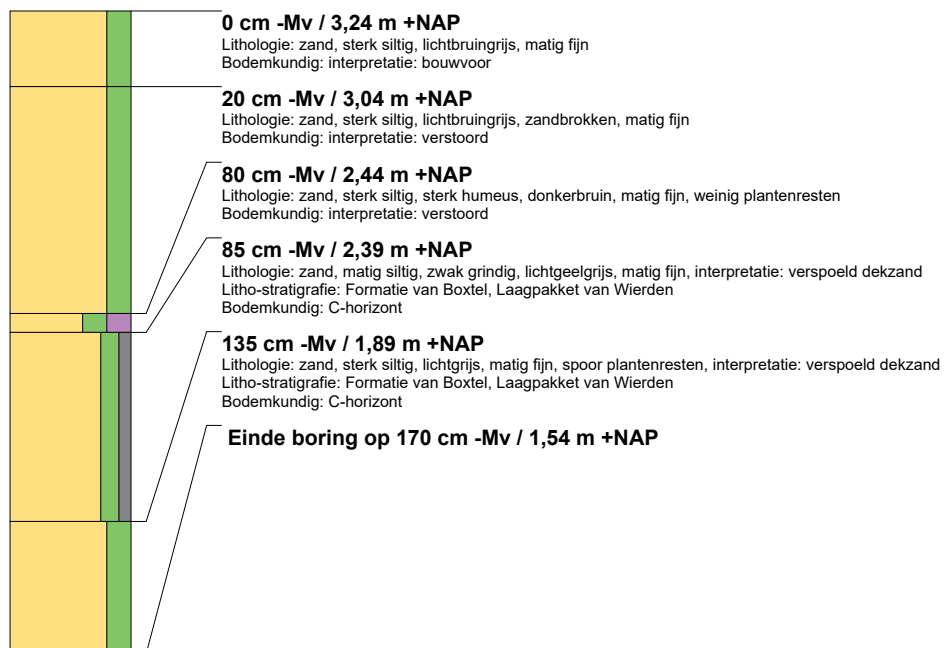 0 cm -Mv / 3,24 m +NAP
Lithologie: zand, sterk siltig, lichtbruingrijs, matig fijn
Bodemkundig: interpretatie: bouwvoor
20 cm -Mv / 3,04 m +NAP
Lithologie: zand, sterk siltig, lichtbruingrijs, zandbrokken, matig fijn
Bodemkundig: interpretatie: verstoord
80 cm -Mv / 2,44 m +NAP
Lithologie: zand, sterk siltig, sterk humeus, donkerbruin, matig fijn, weinig plantenresten
Bodemkundig: interpretatie: verstoord
85 cm -Mv / 2,39 m +NAP
Lithologie: zand, matig siltig, zwak grindig, lichtgeelgrijs, matig fijn, interpretatie: verspoeld dekzand
Litho-stratigrafie: Formatie van Boxtel, Laagpakket van Wierden
Bodemkundig: C-horizont
135 cm -Mv / 1,89 m +NAP
Lithologie: zand, sterk siltig, lichtgrijs, matig fijn, spoor plantenresten, interpretatie: verspoeld dekzand
Litho-stratigrafie: Formatie van Boxtel, Laagpakket van Wierden
Bodemkundig: C-horizont
Einde boring op 170 cm -Mv / 1,54 m +NAP